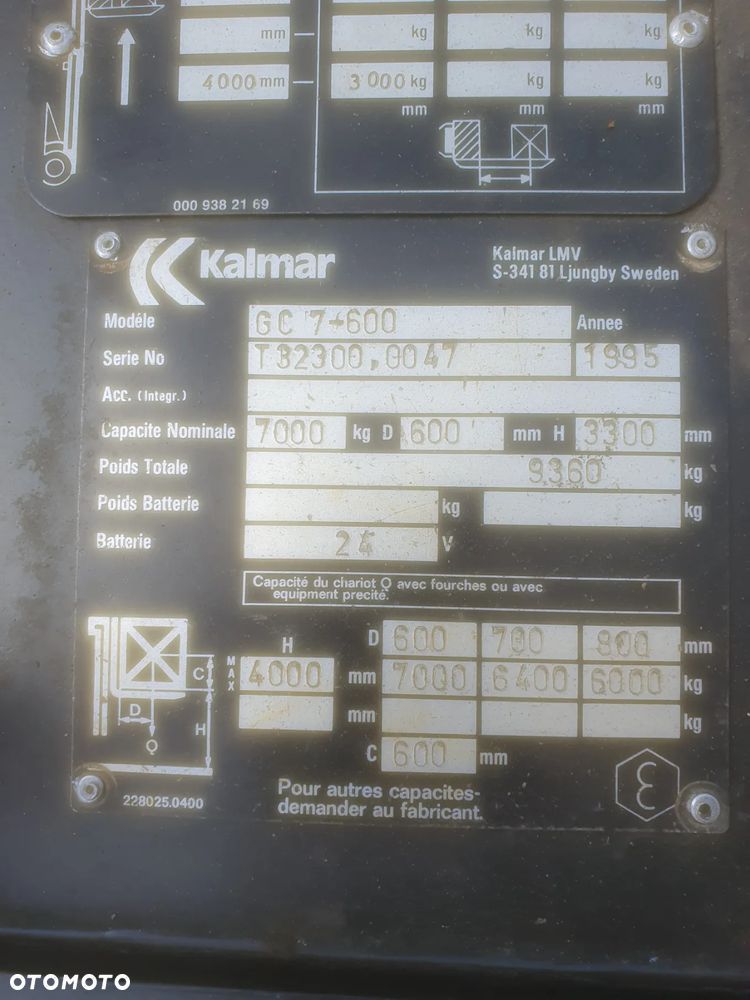 mm — kg kg kg
4000 mm — 3000 kg kg kg
mm mm mm
000 938 21 69
Kalmar
Kalmar LMV
S-341 81 Ljungby Sweden
Modéle GC 7-600 Annee
Serie No T32300,0047 1995
Acc. (Integr.)
Capacite Nominale 7000 kg D 600 mm H 3300 mm
Poids Totale 9360 kg
Poids Batterie kg kg
Batterie 24 V
Capacité du chariot Q avec fourches ou avec
equipment precité.
H D 600 700 800 mm
MAX 4000 mm 7000 6400 6000 kg
mm kg
C 600 mm
C
D
H
Q
228025.0400
Pour autres capacites-
demander au fabricant.
OTOMOTO